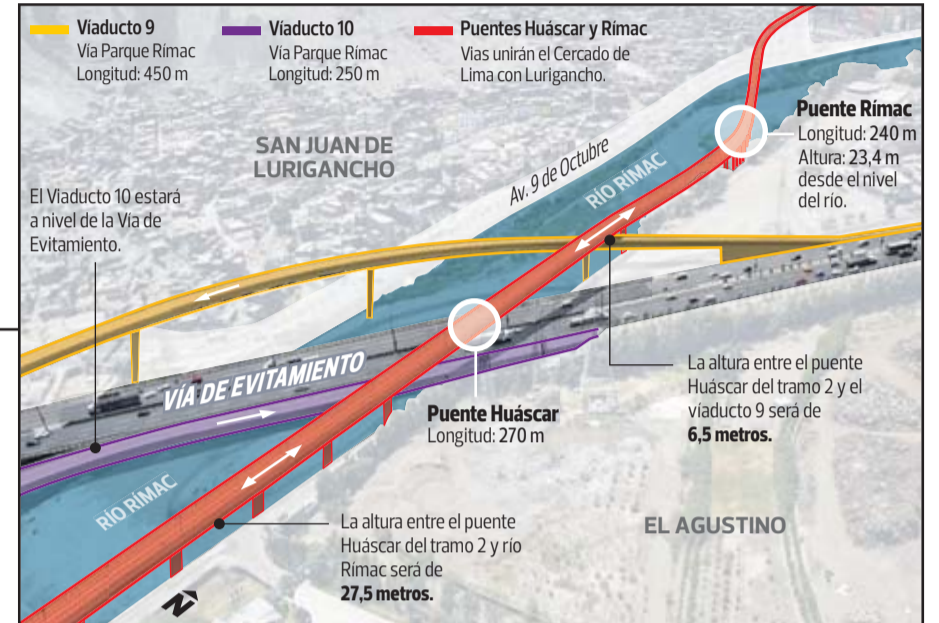 Víaducto 9
Vía Parque Rímac
Longitud: 450 m
Víaducto 10
Vía Parque Rímac
Longitud: 250 m
Puentes Huáscar y Rímac
Vias unirán el Cercado de
Lima con Lurigancho.
SAN JUAN DE
LURIGANCHO
Av. 9 de Octubre
RÍO RÍMAC
Puente Rímac
Longitud: 240 m
Altura: 23,4 m
desde el nivel
del río.
El Viaducto 10 estará
a nivel de la Vía de
Evitamiento.
VÍA DE EVITAMIENTO
Puente Huáscar
Longitud: 270 m
La altura entre el puente
Huáscar del tramo 2 y el
víaducto 9 será de
6,5 metros.
RÍO RÍMAC
La altura entre el puente
Huáscar del tramo 2 y río
Rímac será de
27,5 metros.
EL AGUSTINO
N